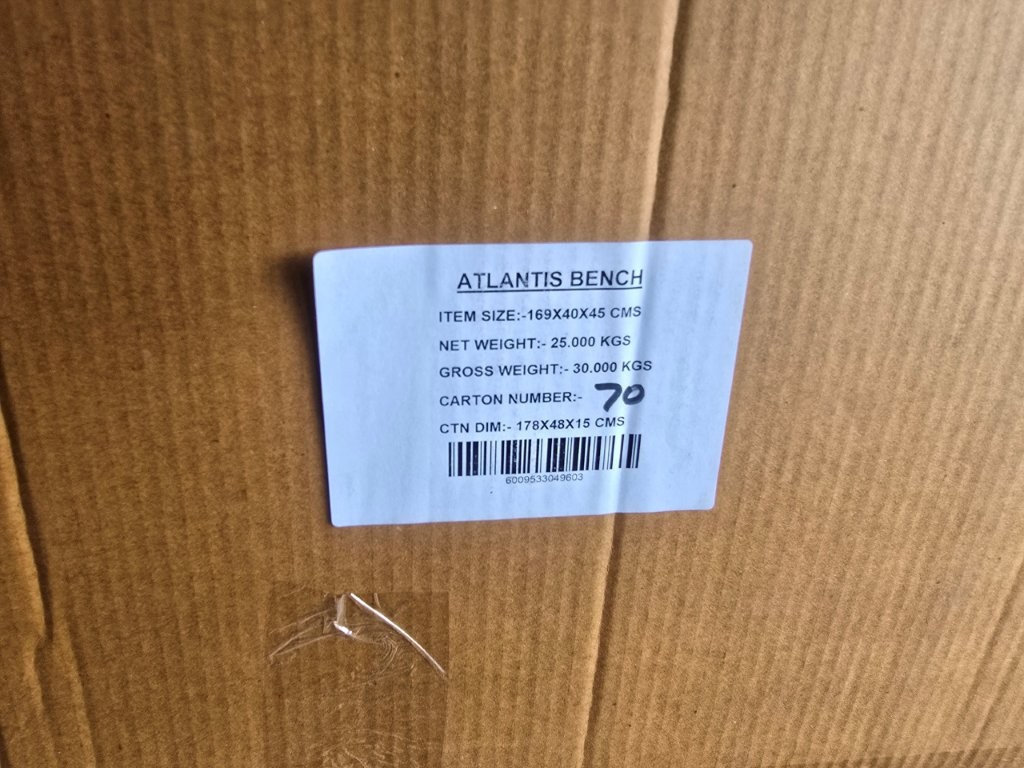 ATLANTIS BENCH
ITEM SIZE:-169X40X45 CMS
NET WEIGHT:- 25.000 KGS
GROSS WEIGHT:- 30.000 KGS
CARTON NUMBER:- 70
CTN DIM:- 178X48X15 CMS
6009533049603